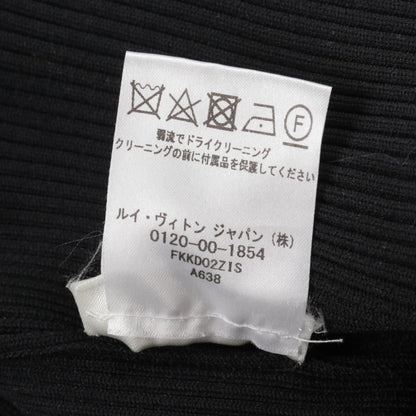 F
弱流でドライクリーニング
クリーニングの前に付属品を保護してください
ルイ・ヴィトン ジャパン (株)
0120-00-1854
FKKD02ZIS
A638